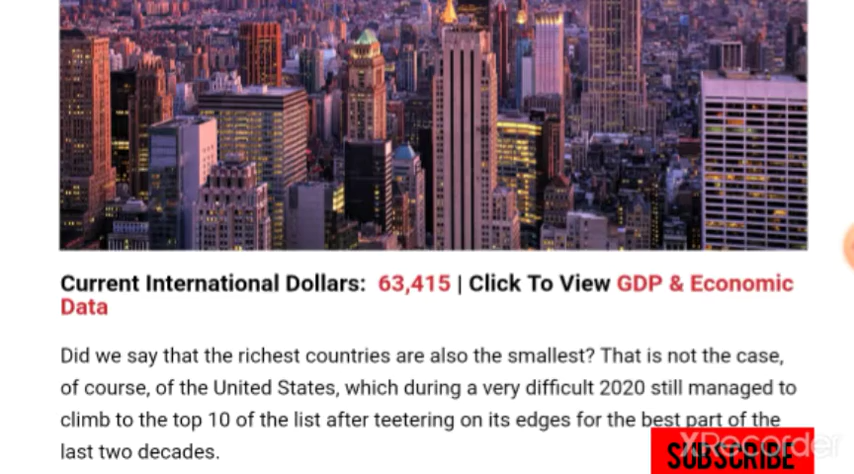 Current International Dollars: 63,415 | Click To View GDP & Economic
Data
Did we say that the richest countries are also the smallest? That is not the case,
of course, of the United States, which during a very difficult 2020 still managed to
climb to the top 10 of the list after teetering on its edges for the best part of the
last two decades.
XRecorder
SUBSCRIBE